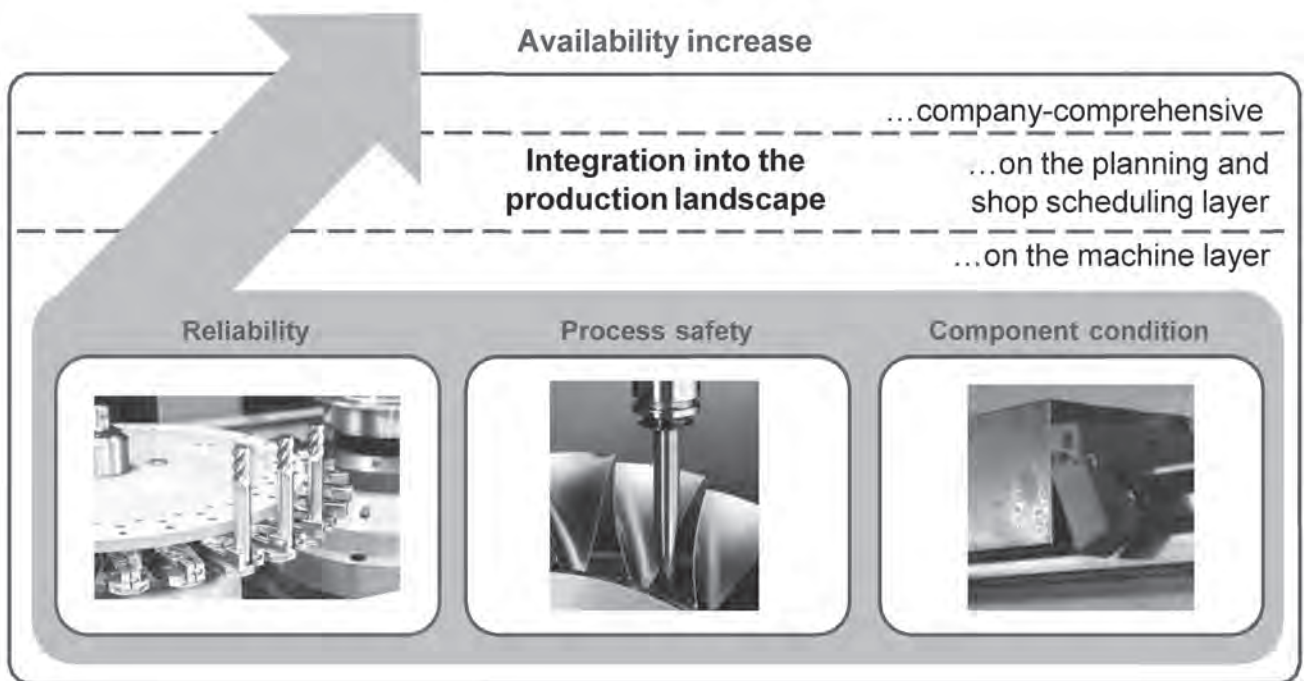 Availability increase
…company-comprehensive
Integration into the
production landscape
…on the planning and
shop scheduling layer
…on the machine layer
Reliability
Process safety
Component condition